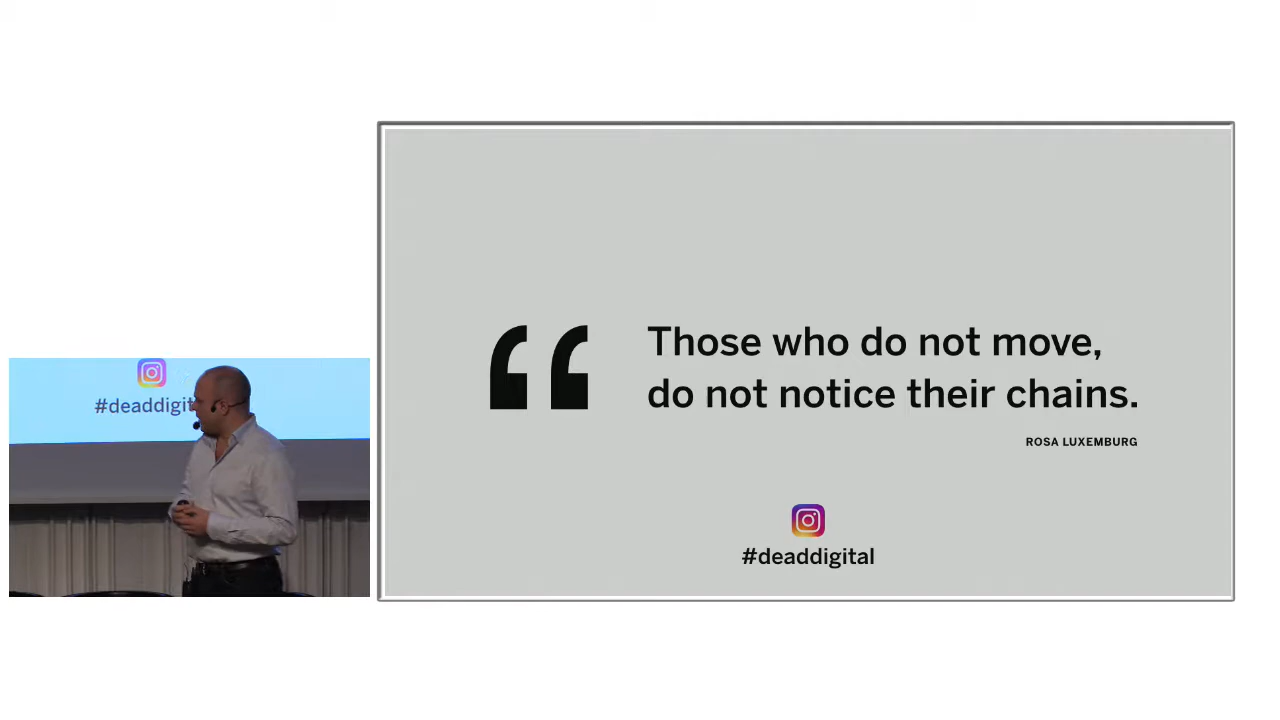 #deaddigit
Those who do not move,
do not notice their chains.
ROSA LUXEMBURG
#deaddigital